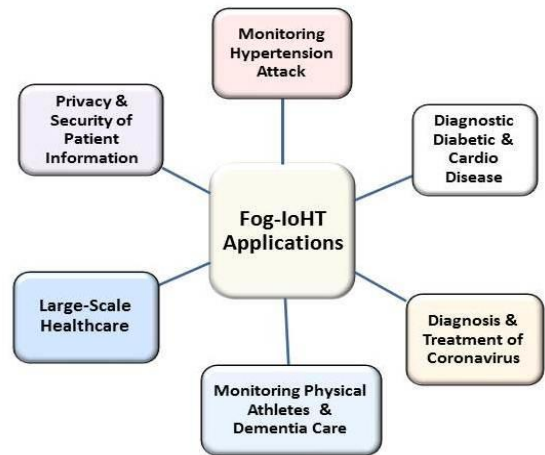 Monitoring
Hypertension
Attack
Privacy &
Security of
Patient
Information
Diagnostic
Diabetic &
Cardio
Disease
Fog-IoHT
Applications
Large-Scale
Healthcare
Diagnosis &
Treatment of
Coronavirus
Monitoring Physical
Athletes &
Dementia Care